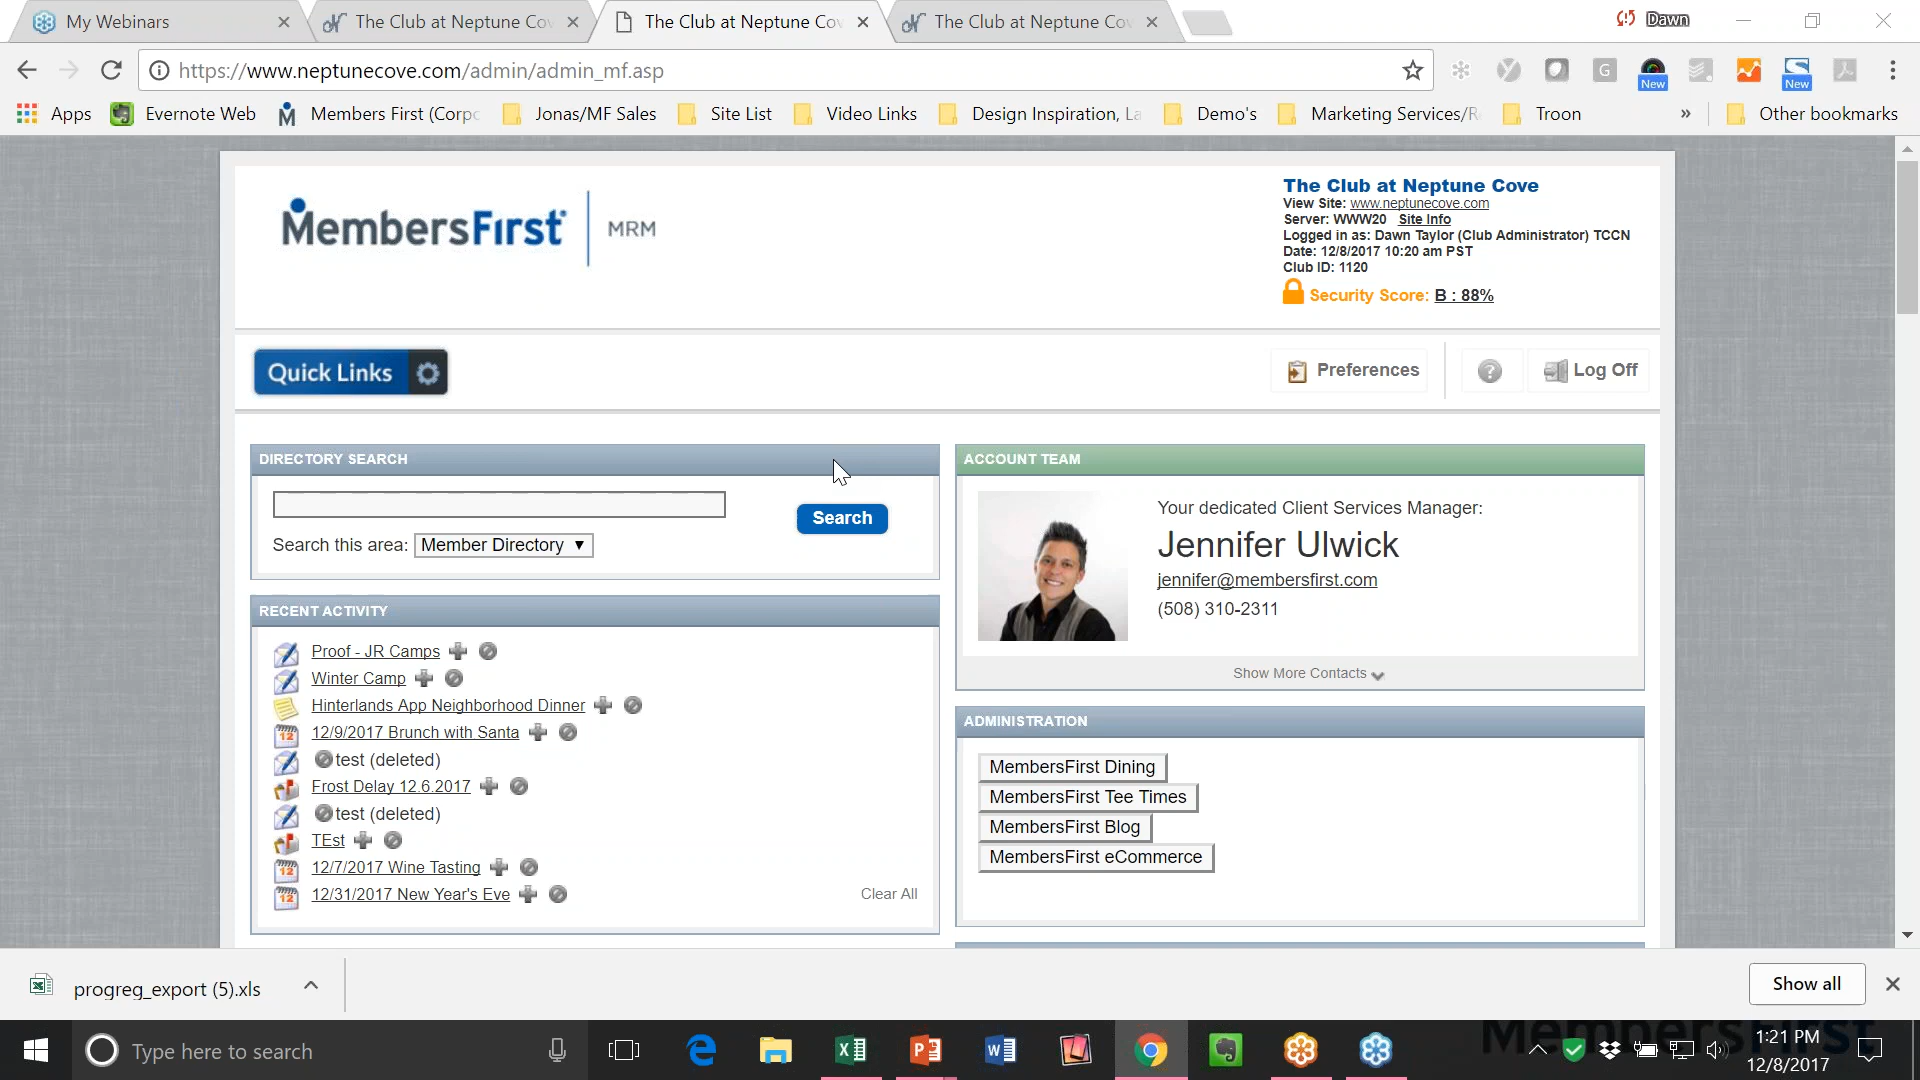 My Webinars
The Club at Neptune Co
The Club at Neptune Cov
The Club at Neptune Cov
Dawn
https://www.neptunecove.com/admin/admin_mf.asp
New
New
Apps
Evernote Web
Members First (Corp
Jonas/MF Sales
Site List
Video Links
Design Inspiration, La
Demo's
Marketing Services/R
Troon
»
Other bookmarks
MembersFirst
MRM
The Club at Neptune Cove
View Site: www.neptunecove.com
Server: WWW20 Site Info
Logged in as: Dawn Taylor (Club Administrator) TCCN
Date: 12/8/2017 10:20 am PST
Club ID: 1120
Security Score: B : 88%
Quick Links
Preferences
?
Log Off
DIRECTORY SEARCH
Search
Search this area: Member Directory
RECENT ACTIVITY
Proof - JR Camps
Winter Camp
Hinterlands App Neighborhood Dinner
12/9/2017 Brunch with Santa
test (deleted)
Frost Delay 12.6.2017
test (deleted)
TEst
12/7/2017 Wine Tasting
12/31/2017 New Year's Eve
Clear All
ACCOUNT TEAM
Your dedicated Client Services Manager:
Jennifer Ulwick
jennifer@membersfirst.com
(508) 310-2311
Show More Contacts
ADMINISTRATION
MembersFirst Dining
MembersFirst Tee Times
MembersFirst Blog
MembersFirst eCommerce
progreg_export (5).xls
Show all
Type here to search
MembersFirst
1:21 PM
12/8/2017